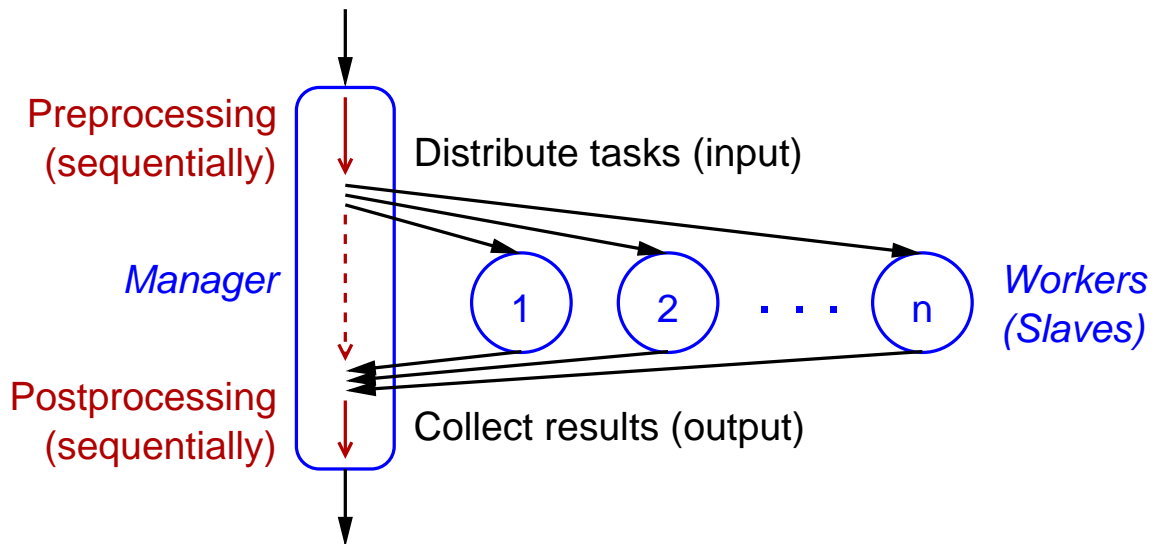 Preprocessing
(sequentially)
Distribute tasks (input)
Manager
1
2
. . .
n
Workers
(Slaves)
Postprocessing
(sequentially)
Collect results (output)